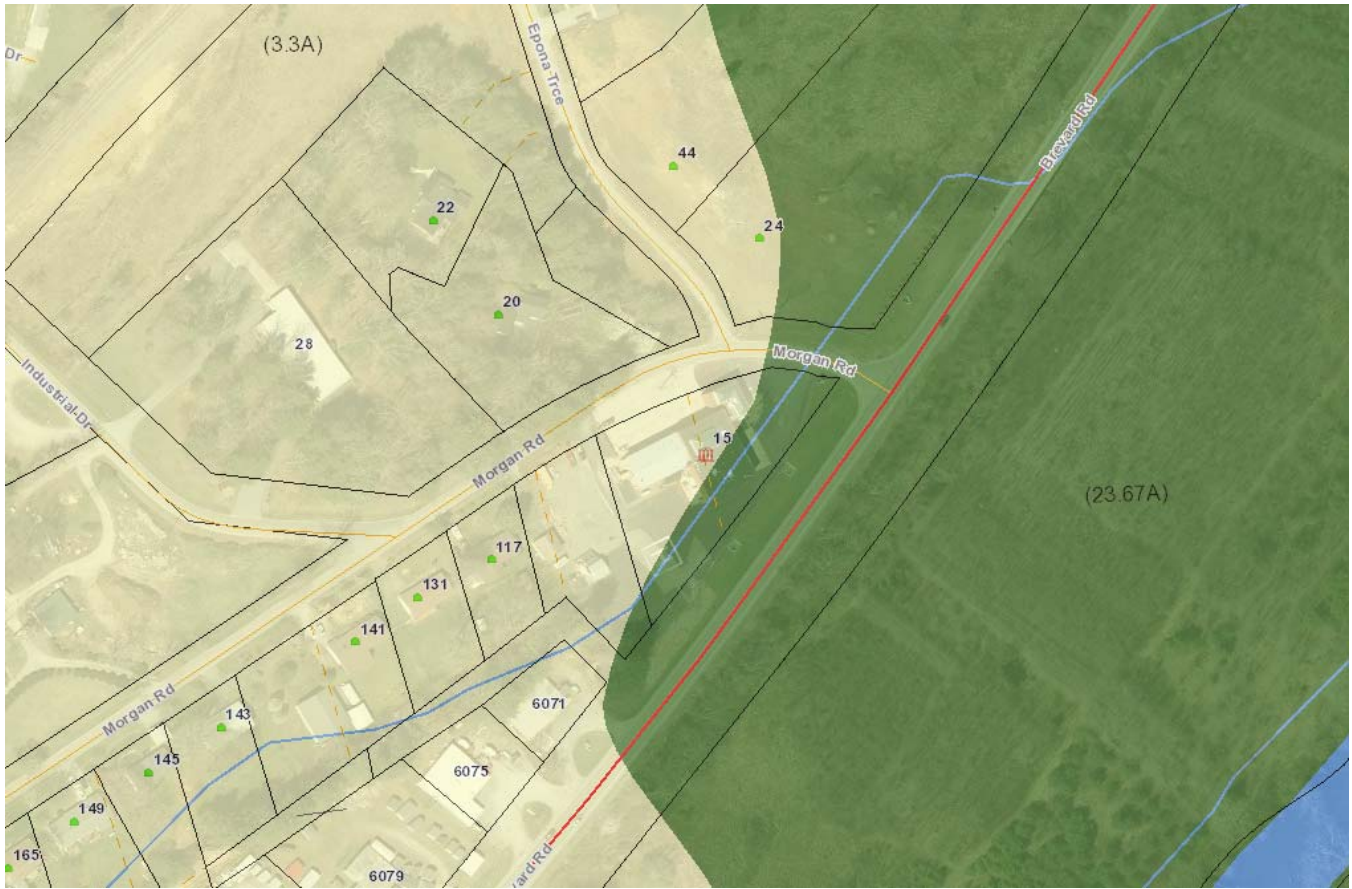 (3.3A)
Dr
Epona Trce
Brevard Rd
44
22
24
20
28
Morgan Rd
Industrial Dr
15
Morgan Rd
(23.67A)
117
131
141
Morgan Rd
143
6071
145
6075
149
165
6079
vard Rd